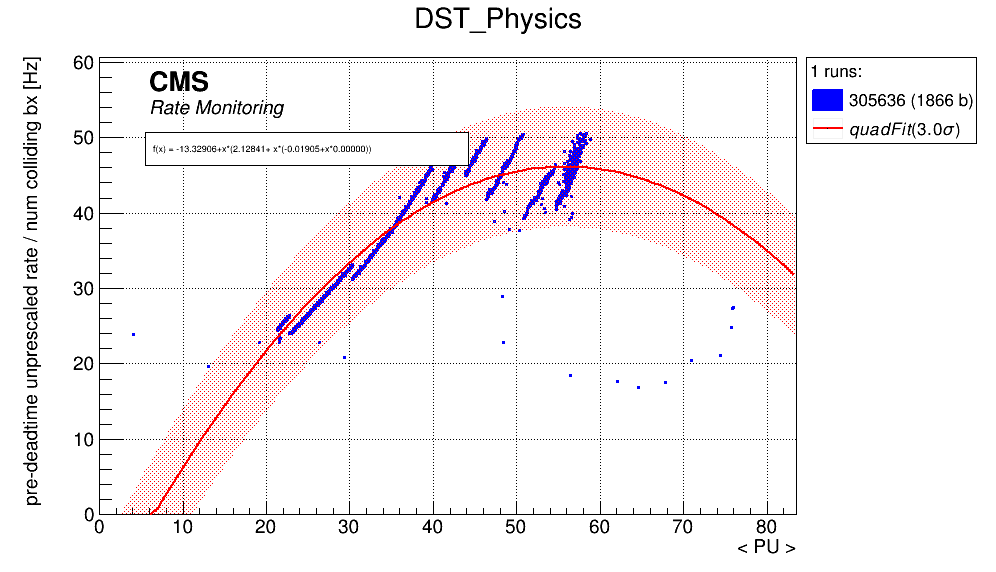 DST_Physics
pre-deadtime unprescaled rate / num colliding bx [Hz]
60
50
40
30
20
10
0
CMS
Rate Monitoring
f(x) = -13.32906+x*(2.12841+ x*(-0.01905+x*0.00000))
0 10 20 30 40 50 60 70 80
< PU >
1 runs:
305636 (1866 b)
quadFit(3.0σ)